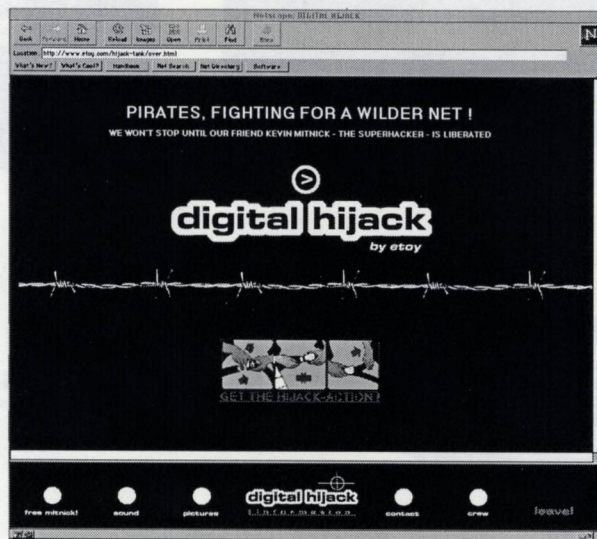 Netscape: DIGITAL HIJACK
Back Forward Home Reload Images Open Print Find Stop
Location: http://www.etoy.com/hijack-tank/over.html
What's New? What's Cool? Handbook Net Search Net Directory Software
N
PIRATES, FIGHTING FOR A WILDER NET !
WE WON'T STOP UNTIL OUR FRIEND KEVIN MITNICK - THE SUPERHACKER - IS LIBERATED
digital hijack
by etoy
GET THE HIJACK-ACTION !
free mitnick! sound pictures digital hijack contact crew leave!
information